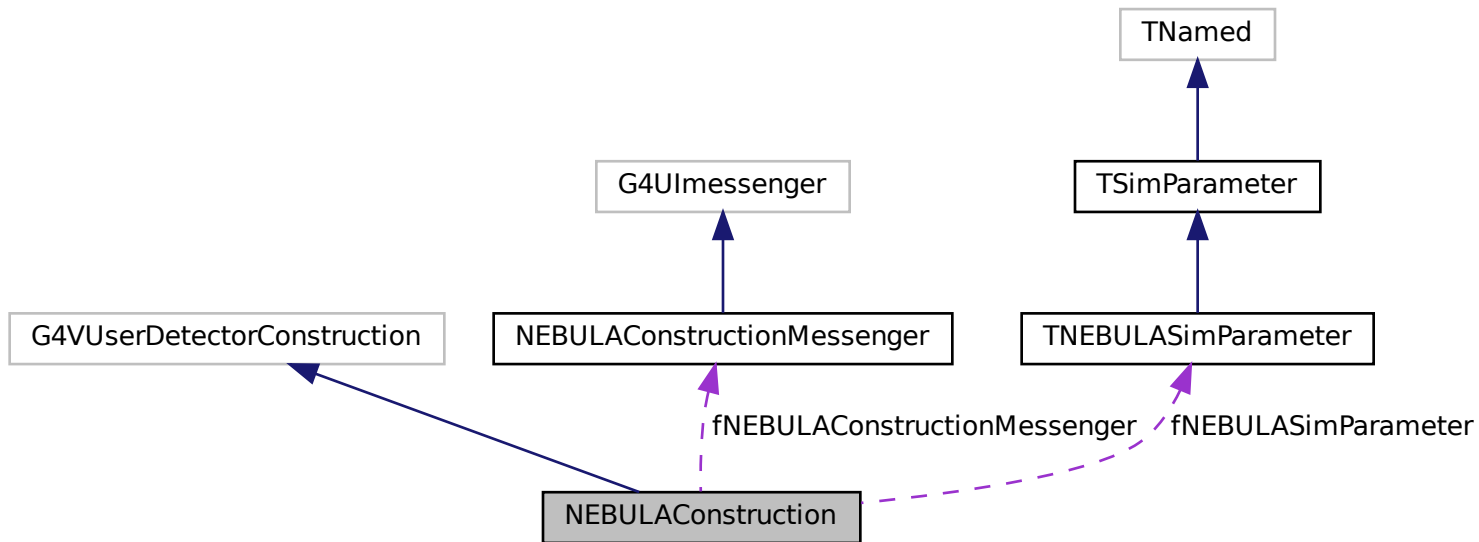 TNamed
G4UImessenger
TSimParameter
G4VUserDetectorConstruction
NEBULAConstructionMessenger
TNEBULASimParameter
fNEBULAConstructionMessenger
fNEBULASimParameter
NEBULAConstruction